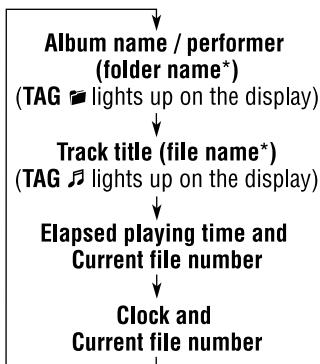 Album name / performer
(folder name*)
(TAG lights up on the display)
Track title (file name*)
(TAG lights up on the display)
Elapsed playing time and
Current file number
Clock and
Current file number